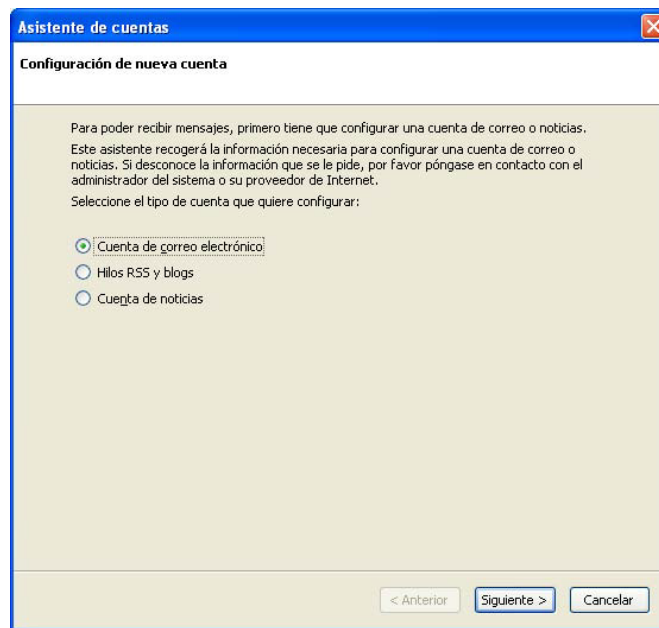 Asistente de cuentas
Configuración de nueva cuenta
Para poder recibir mensajes, primero tiene que configurar una cuenta de correo o noticias.
Este asistente recogerá la información necesaria para configurar una cuenta de correo o
noticias. Si desconoce la información que se le pide, por favor póngase en contacto con el
administrador del sistema o su proveedor de Internet.
Seleccione el tipo de cuenta que quiere configurar:
Cuenta de correo electrónico
Hilos RSS y blogs
Cuenta de noticias
< Anterior
Siguiente >
Cancelar